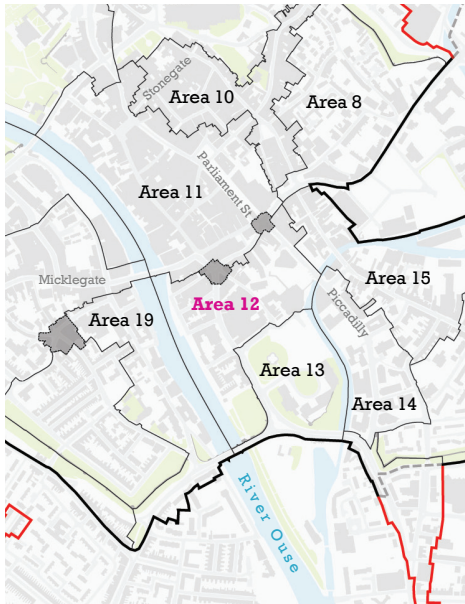 Stonegate
Area 10
Area 8
Parliament St
Area 11
Micklegate
Area 15
Area 12
Piccadilly
Area 19
Area 13
Area 14
River Ouse